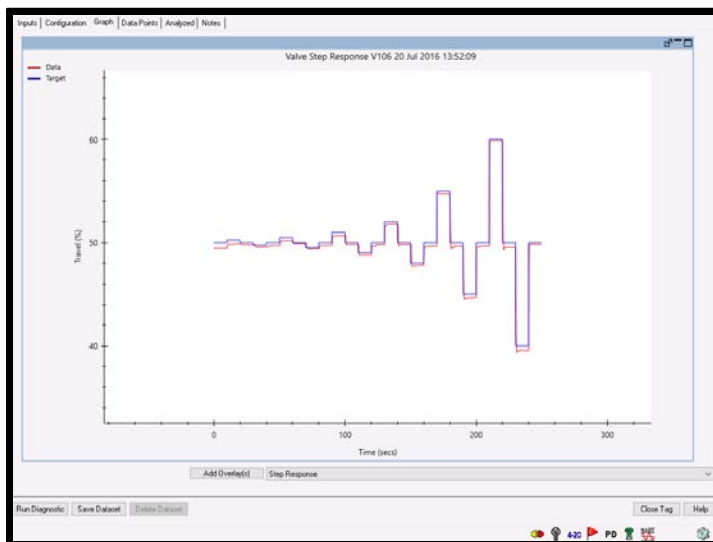 Inputs Configuration Graph Data Points Analyzed Notes
Valve Step Response V106 20 Jul 2016 13:52:09
Data
Target
60
Travel (%)
50
40
0 100 200 300
Time (secs)
Add Overlay(s) Step Response
Run Diagnostic Save Dataset Delete Dataset Close Tag Help
4-20 PD HART